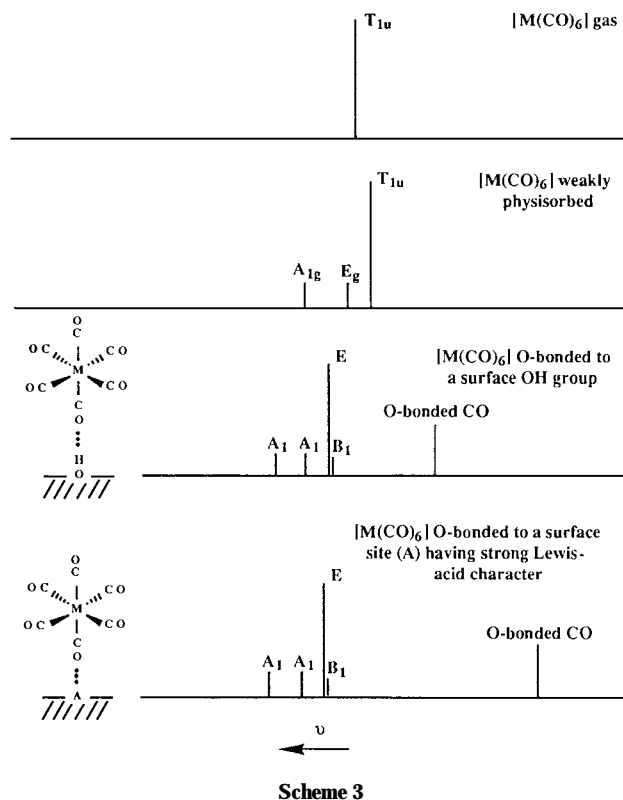 T1u
[M(CO)6] gas
T1u
[M(CO)6] weakly
physisorbed
A1g
Eg
O
C
OC
CO
M
OC
CO
C
O
H
O
E
[M(CO)6] O-bonded to
a surface OH group
O-bonded CO
A1 A1 B1
O
C
OC
CO
M
OC
CO
C
O
A
[M(CO)6] O-bonded to a surface
site (A) having strong Lewis-
acid character
E
O-bonded CO
A1 A1 B1
υ
Scheme 3